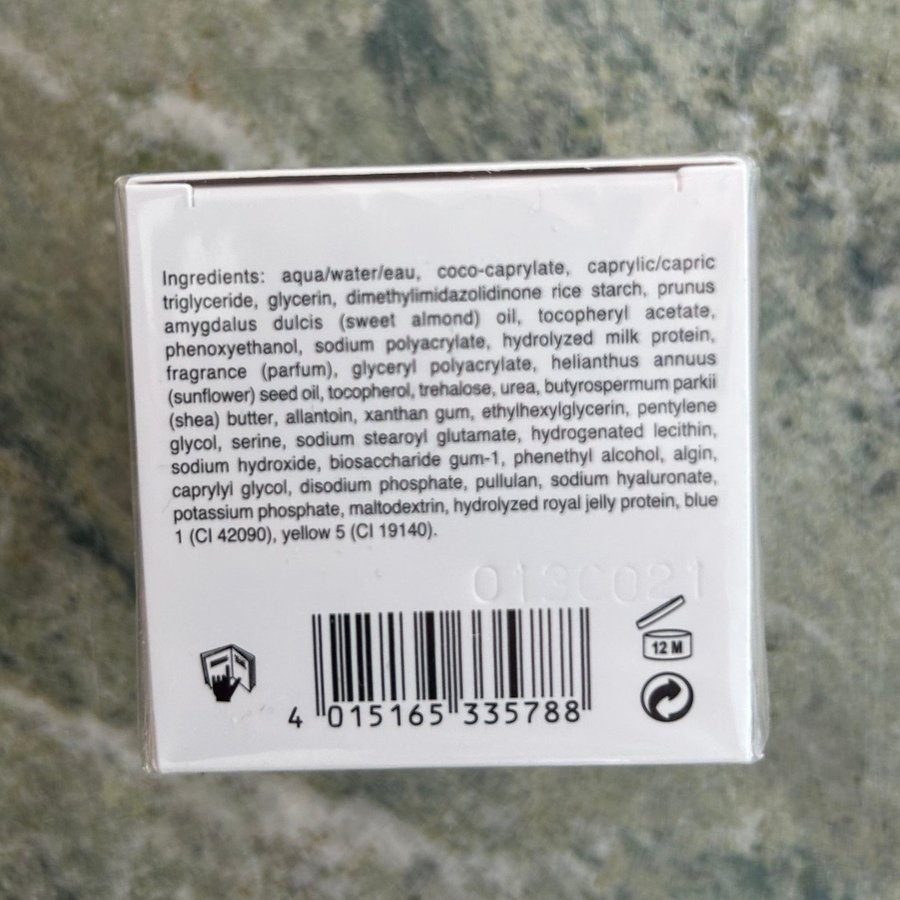 Ingredients: aqua/water/eau, coco-caprylate, caprylic/capric
triglyceride, glycerin, dimethylimidazolidinone rice starch, prunus
amygdalus dulcis (sweet almond) oil, tocopheryl acetate,
phenoxyethanol, sodium polyacrylate, hydrolyzed milk protein,
fragrance (parfum), glyceryl polyacrylate, helianthus annuus
(sunflower) seed oil, tocopherol, trehalose, urea, butyrospermum parkii
(shea) butter, allantoin, xanthan gum, ethylhexylglycerin, pentylene
glycol, serine, sodium stearoyl glutamate, hydrogenated lecithin,
sodium hydroxide, biosaccharide gum-1, phenethyl alcohol, algin,
caprylyl glycol, disodium phosphate, pullulan, sodium hyaluronate,
potassium phosphate, maltodextrin, hydrolyzed royal jelly protein, blue
1 (CI 42090), yellow 5 (CI 19140).
013C021
12 M
4 015165 335788